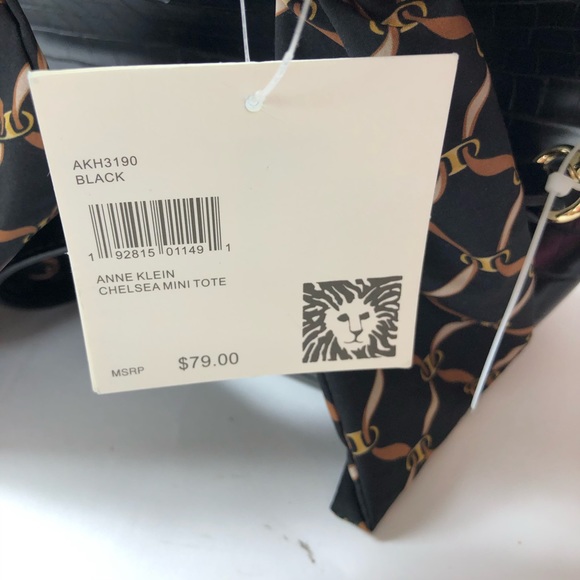 AKH3190
BLACK
1 92815 01149 1
ANNE KLEIN
CHELSEA MINI TOTE
MSRP $79.00